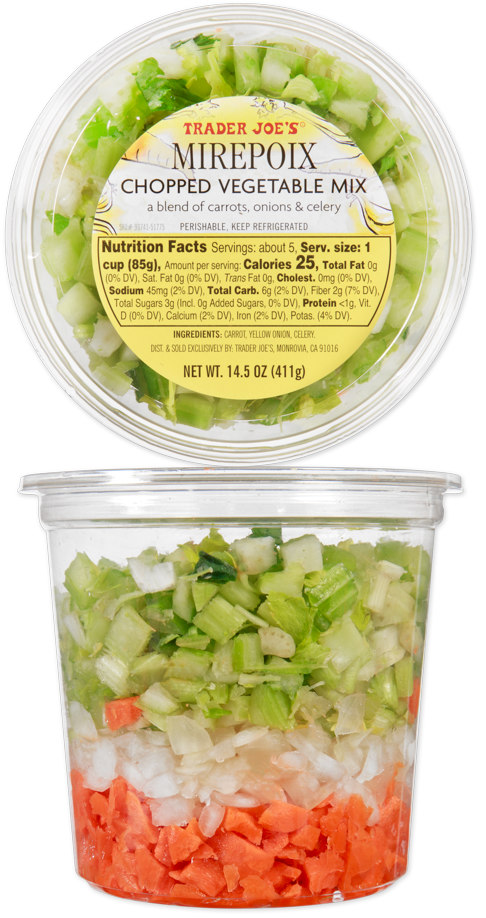 TRADER JOE'S
MIREPOIX
CHOPPED VEGETABLE MIX
a blend of carrots, onions & celery
SKU# 50741-51775 PERISHABLE, KEEP REFRIGERATED
Nutrition Facts Servings: about 5, Serv. size: 1
cup (85g), Amount per serving: Calories 25, Total Fat 0g
(0% DV), Sat. Fat 0g (0% DV), Trans Fat 0g, Cholest. 0mg (0% DV),
Sodium 45mg (2% DV), Total Carb. 6g (2% DV), Fiber 2g (7% DV),
Total Sugars 3g (Incl. 0g Added Sugars, 0% DV), Protein <1g, Vit.
D (0% DV), Calcium (2% DV), Iron (2% DV), Potas. (4% DV).
INGREDIENTS: CARROT, YELLOW ONION, CELERY.
DIST. & SOLD EXCLUSIVELY BY: TRADER JOE'S, MONROVIA, CA 91016
NET WT. 14.5 OZ (411g)